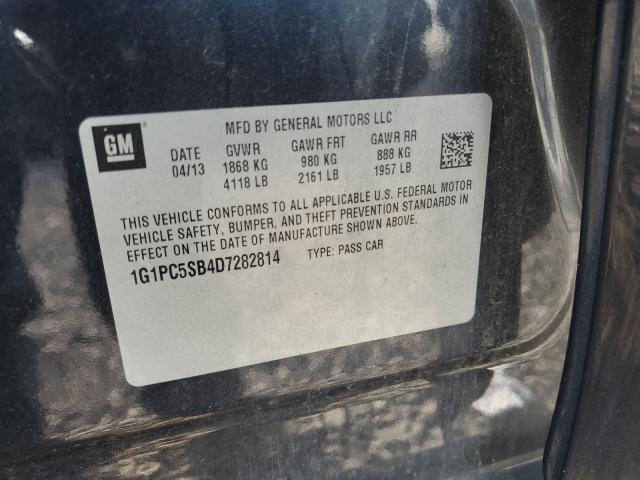 GM
MFD BY GENERAL MOTORS LLC
DATE GVWR GAWR FRT GAWR RR
04/13 1868 KG 980 KG 888 KG
4118 LB 2161 LB 1957 LB
THIS VEHICLE CONFORMS TO ALL APPLICABLE U.S. FEDERAL MOTOR
VEHICLE SAFETY, BUMPER, AND THEFT PREVENTION STANDARDS IN
EFFECT ON THE DATE OF MANUFACTURE SHOWN ABOVE.
1G1PC5SB4D7282814 TYPE: PASS CAR